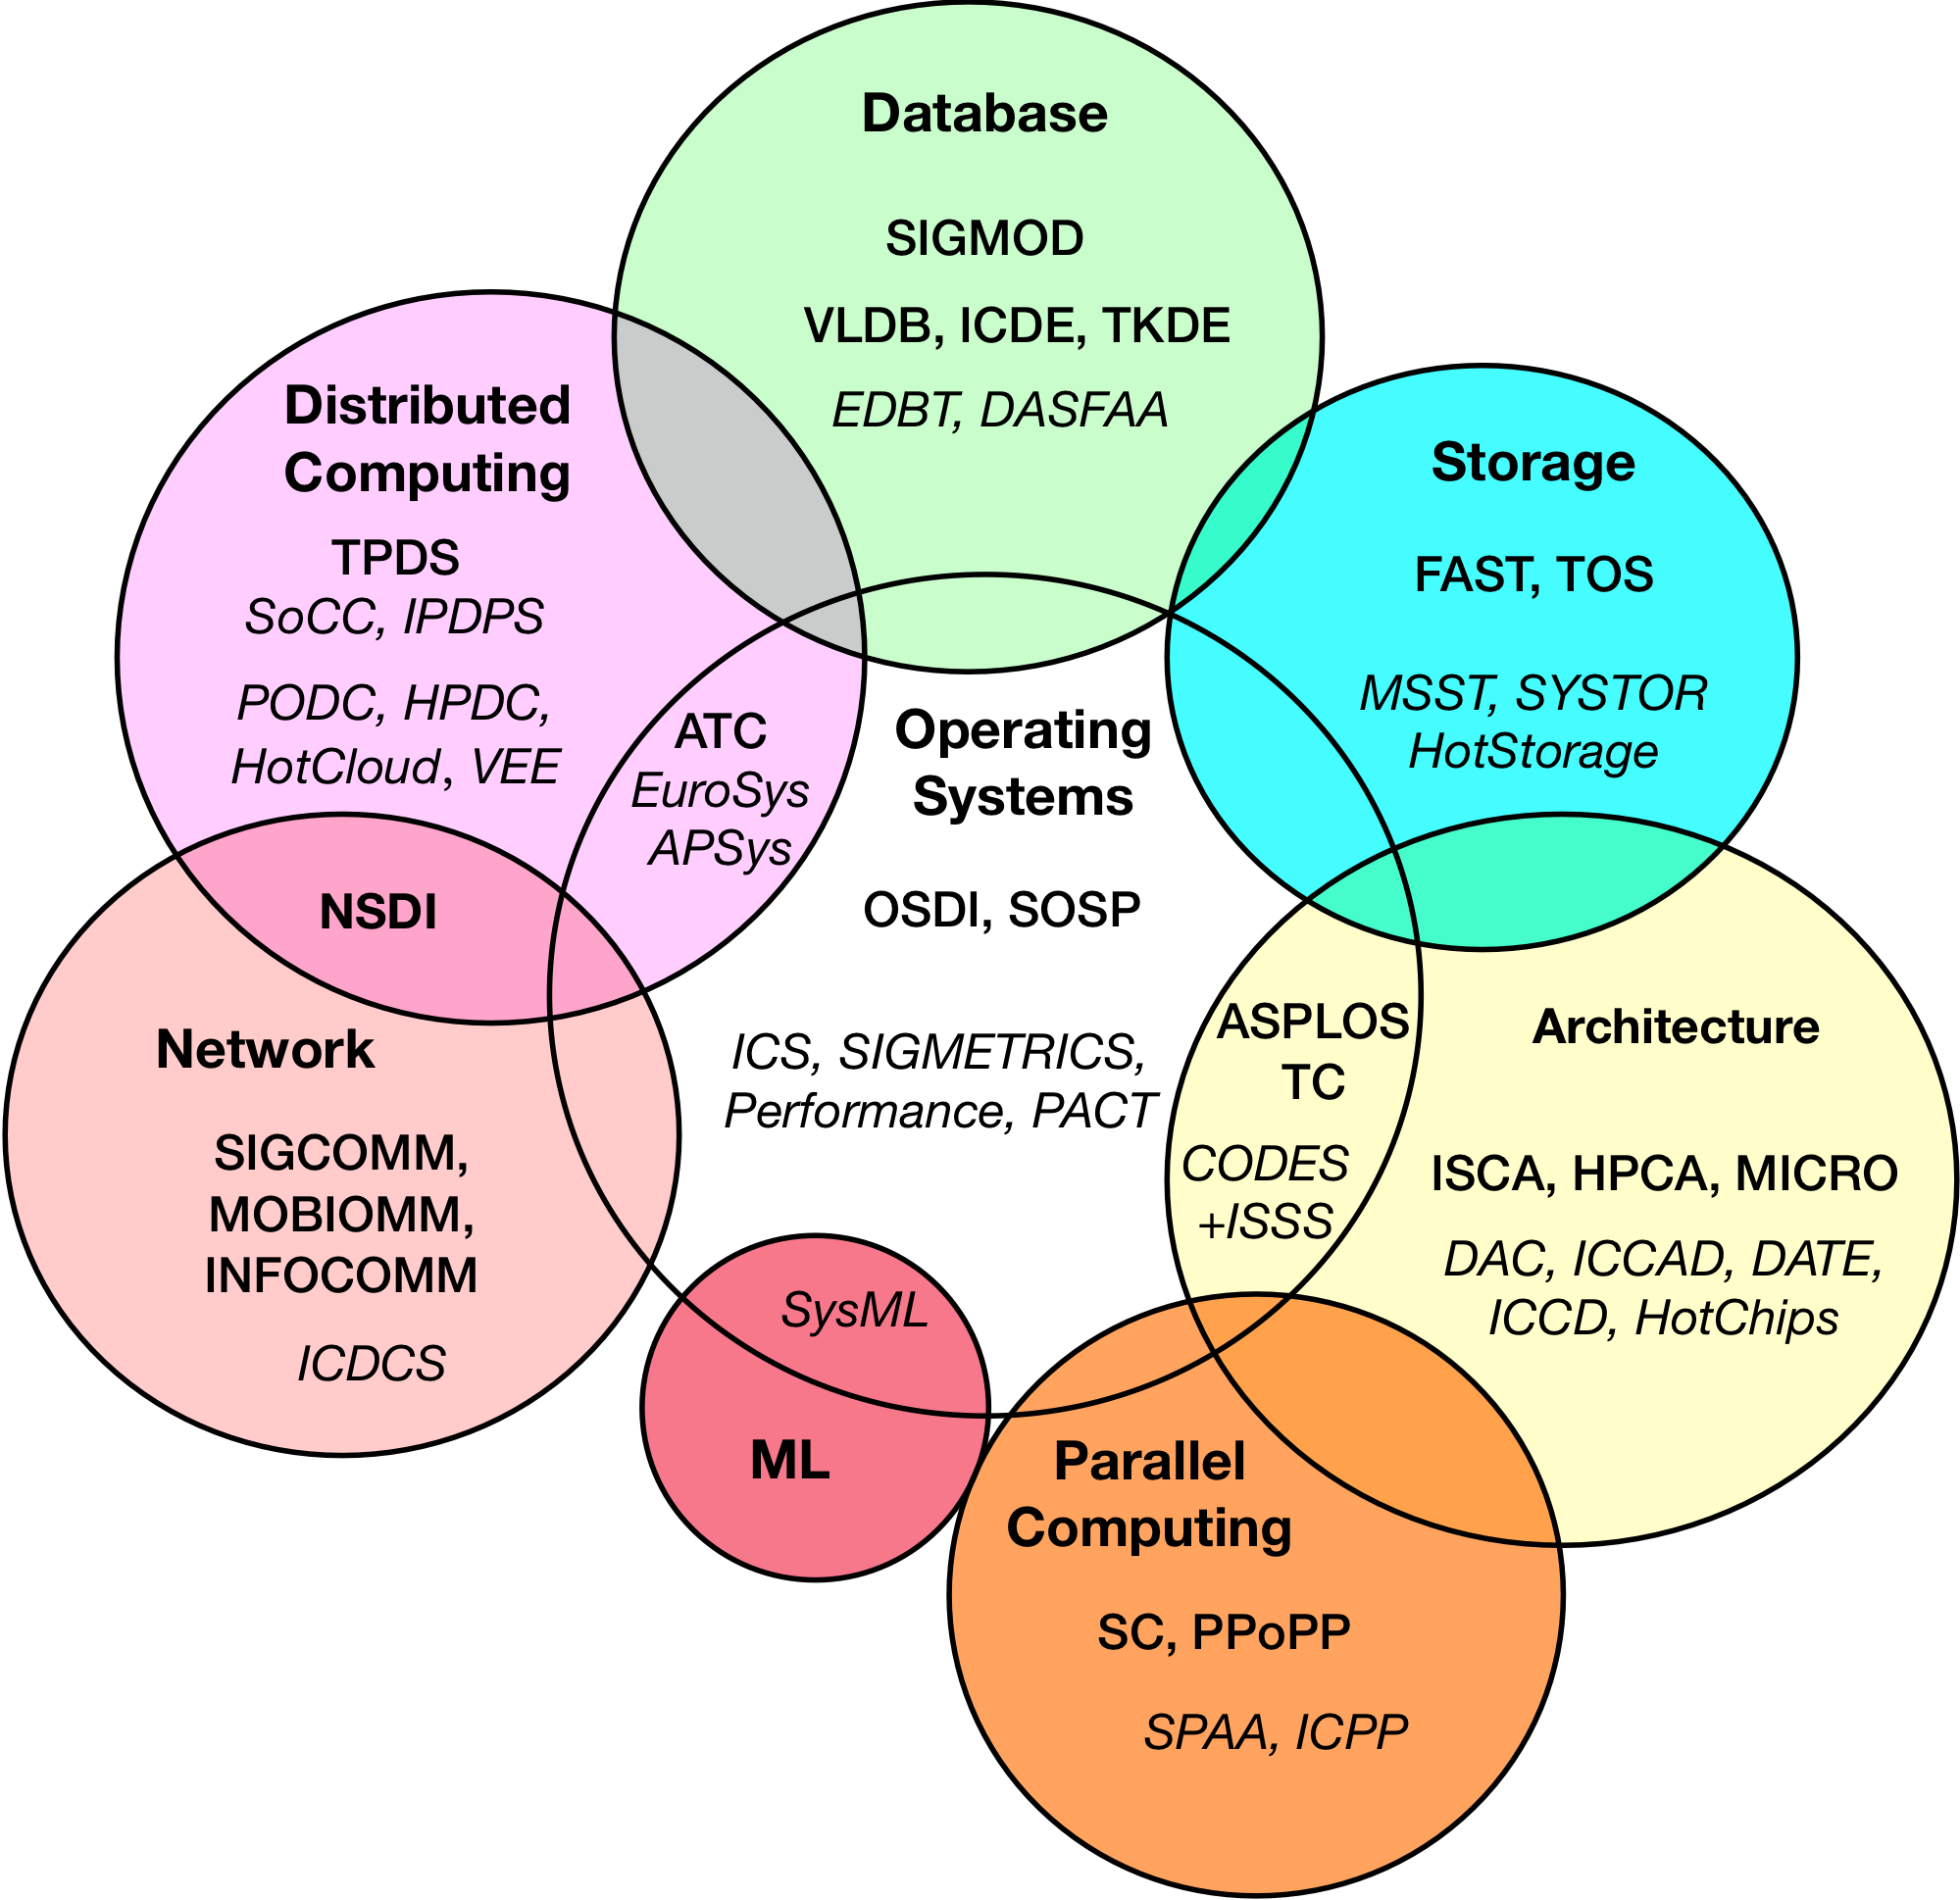 Database
SIGMOD
VLDB, ICDE, TKDE
EDBT, DASFAA
Distributed
Computing
TPDS
SoCC, IPDPS
PODC, HPDC,
HotCloud, VEE
Storage
FAST, TOS
MSST, SYSTOR
HotStorage
ATC
EuroSys
APSys
Operating
Systems
OSDI, SOSP
ICS, SIGMETRICS,
Performance, PACT
NSDI
Network
SIGCOMM,
MOBIOMM,
INFOCOMM
ICDCS
ASPLOS
TC
CODES
+ISSS
Architecture
ISCA, HPCA, MICRO
DAC, ICCAD, DATE,
ICCD, HotChips
SysML
ML
Parallel
Computing
SC, PPoPP
SPAA, ICPP